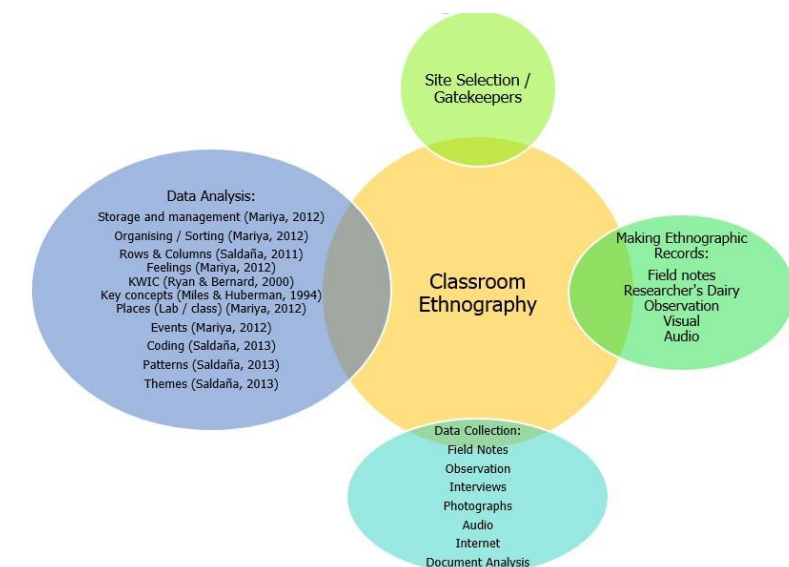 Site Selection /
Gatekeepers
Data Analysis:
Storage and management (Mariya, 2012)
Organising / Sorting (Mariya, 2012)
Rows & Columns (Saldaña, 2011)
Feelings (Mariya, 2012)
KWIC (Ryan & Bernard, 2000)
Key concepts (Miles & Huberman, 1994)
Places (Lab / class) (Mariya, 2012)
Events (Mariya, 2012)
Coding (Saldaña, 2013)
Patterns (Saldaña, 2013)
Themes (Saldaña, 2013)
Classroom
Ethnography
Making Ethnographic
Records:
Field notes
Researcher's Dairy
Observation
Visual
Audio
Data Collection:
Field Notes
Observation
Interviews
Photographs
Audio
Internet
Document Analysis